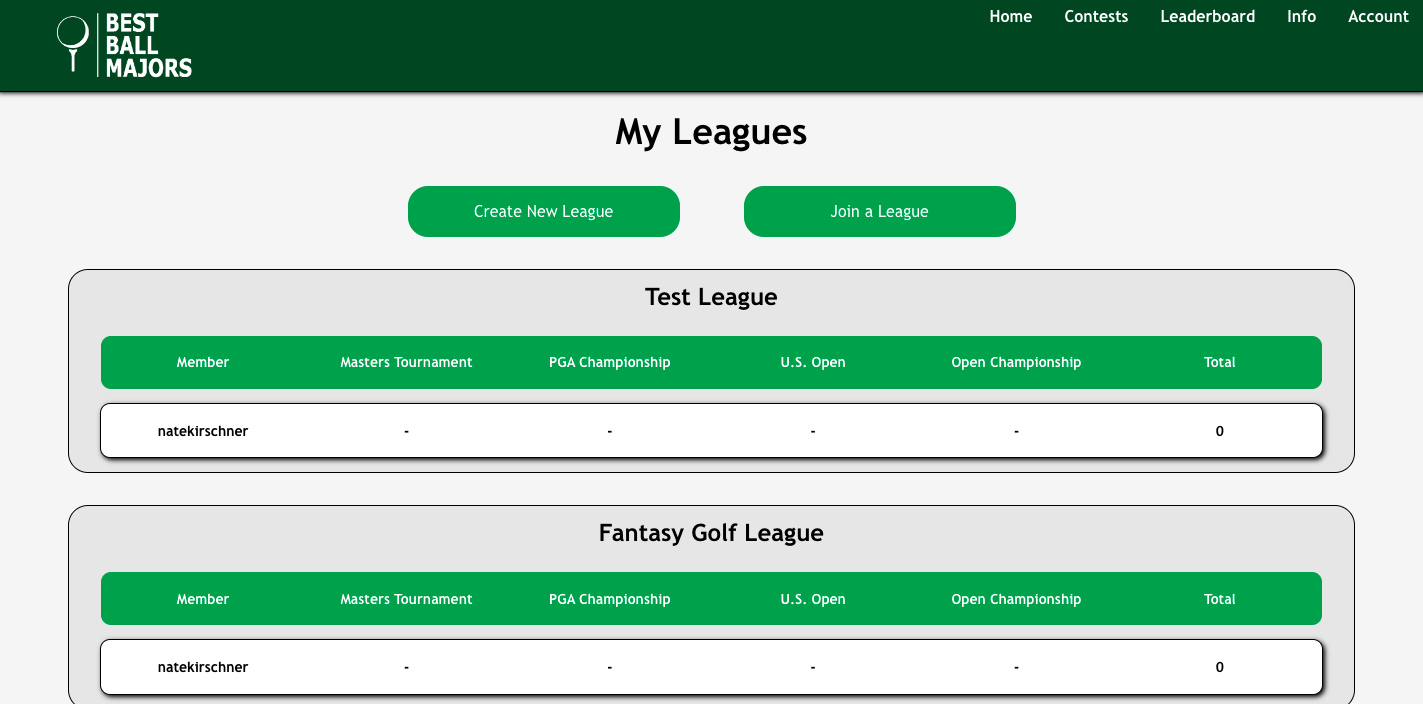 BEST
BALL
MAJORS
Home Contests Leaderboard Info Account
My Leagues
Create New League Join a League
Test League
Member Masters Tournament PGA Championship U.S. Open Open Championship Total
natekirschner - - - - 0
Fantasy Golf League
Member Masters Tournament PGA Championship U.S. Open Open Championship Total
natekirschner - - - - 0